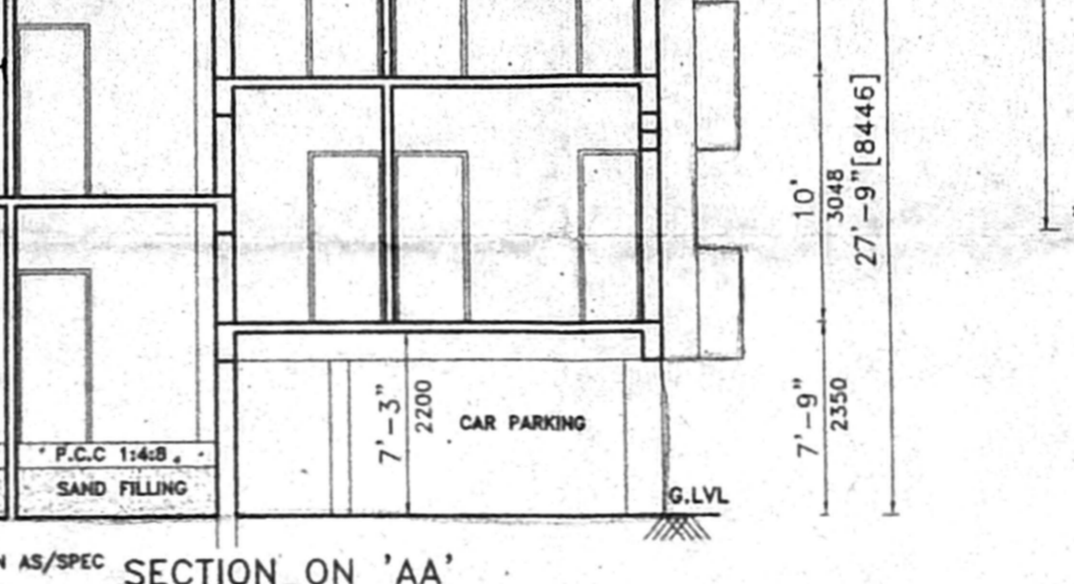 10'
3048
27'-9"[8446]
7'-3"
2200
CAR PARKING
7'-9"
2350
P.C.C 1:4:8.
SAND FILLING
G.LVL
N AS/SPEC
SECTION ON 'AA'